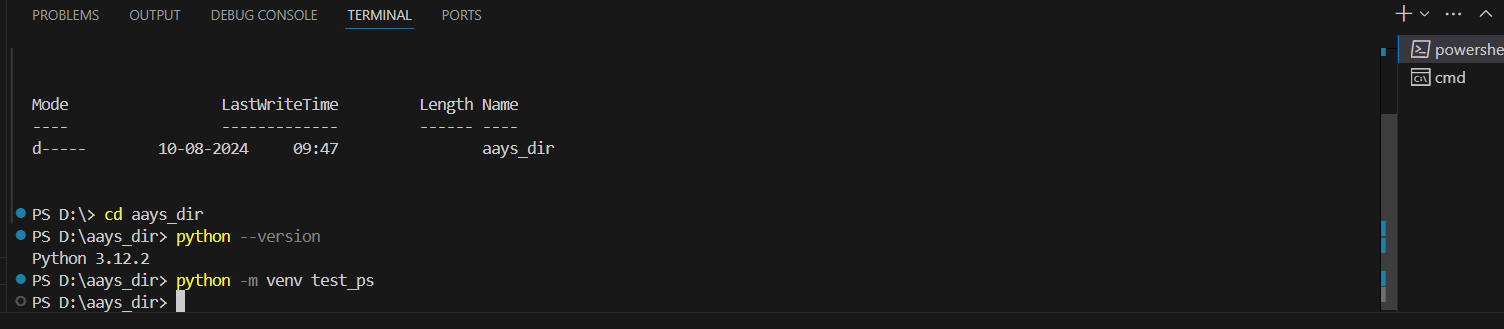 PROBLEMS OUTPUT DEBUG CONSOLE TERMINAL PORTS
powershe
cmd
Mode LastWriteTime Length Name
---- ------------- ------ ----
d----- 10-08-2024 09:47 aays_dir
PS D:\> cd aays_dir
PS D:\aays_dir> python --version
Python 3.12.2
PS D:\aays_dir> python -m venv test_ps
PS D:\aays_dir>